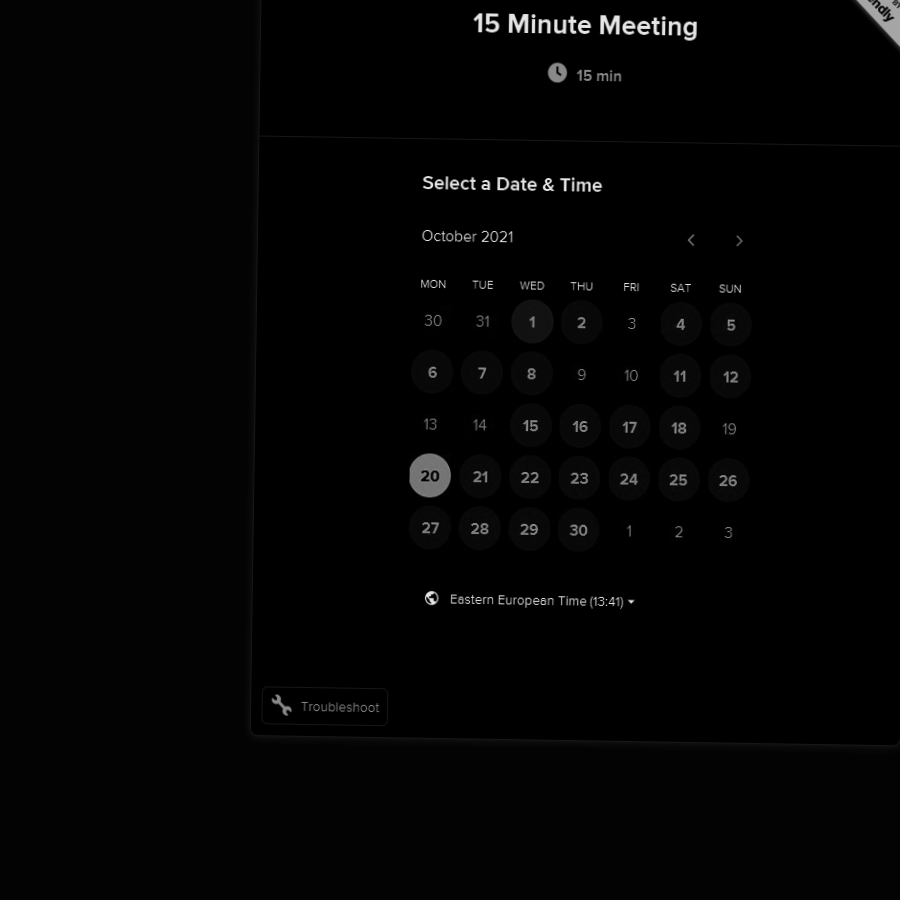 15 Minute Meeting
15 min
Select a Date & Time
October 2021
MON TUE WED THU FRI SAT SUN
30 31 1 2 3 4 5
6 7 8 9 10 11 12
13 14 15 16 17 18 19
20 21 22 23 24 25 26
27 28 29 30 1 2 3
Eastern European Time (13:41)
Troubleshoot